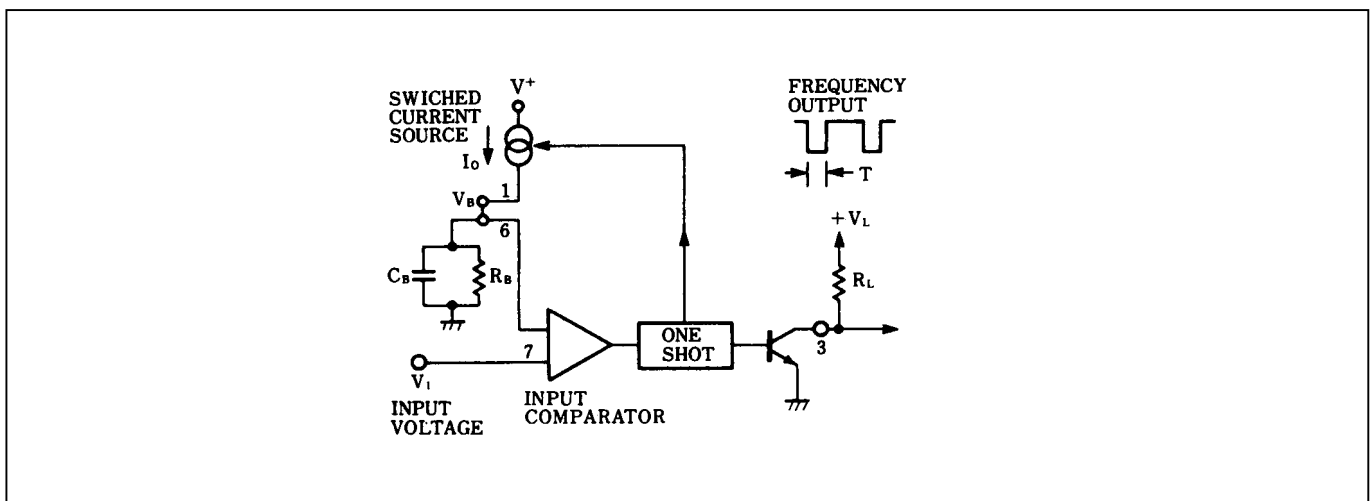 V+
SWICHED
CURRENT
SOURCE
Io
VB
1
6
CB
RB
7
V1
INPUT
VOLTAGE
INPUT
COMPARATOR
ONE
SHOT
FREQUENCY
OUTPUT
T
+VL
RL
3